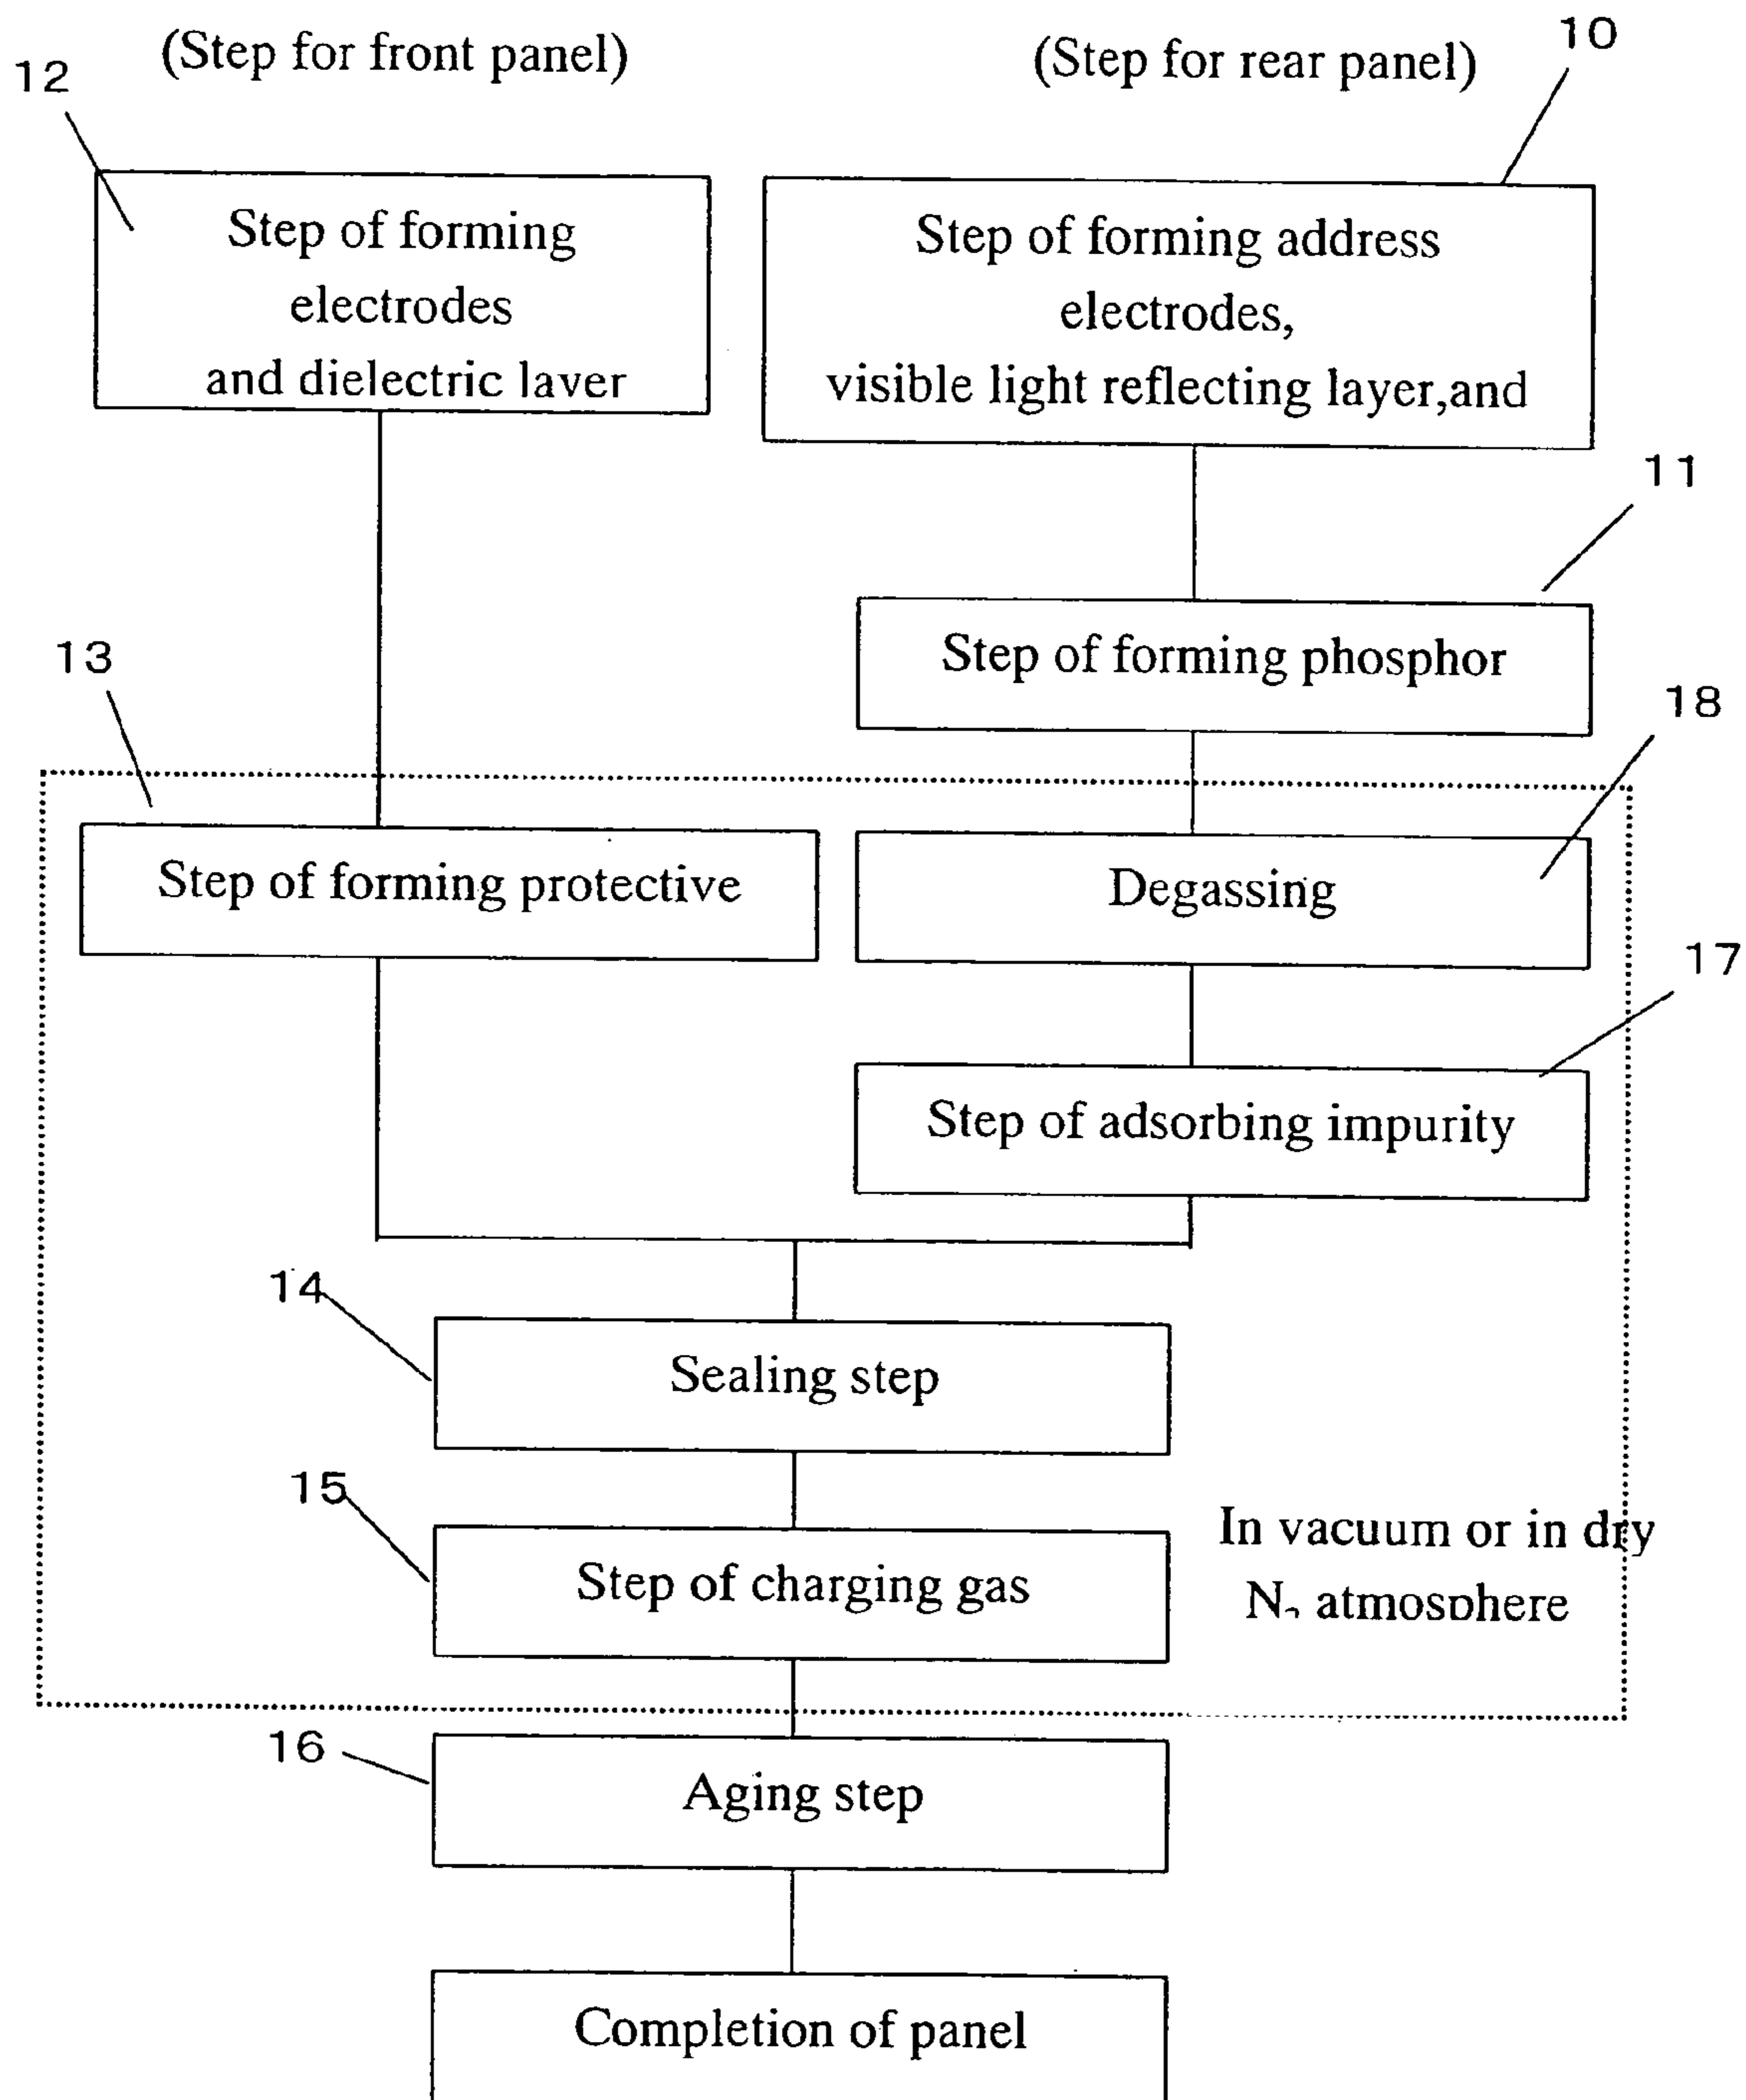 (Step for front panel)
(Step for rear panel)
10
12
Step of forming
electrodes
and dielectric layer
Step of forming address
electrodes,
visible light reflecting layer,and
11
Step of forming phosphor
13
18
Step of forming protective
Degassing
17
Step of adsorbing impurity
14
Sealing step
15
Step of charging gas
In vacuum or in dry
N₂ atmosphere
16
Aging step
Completion of panel